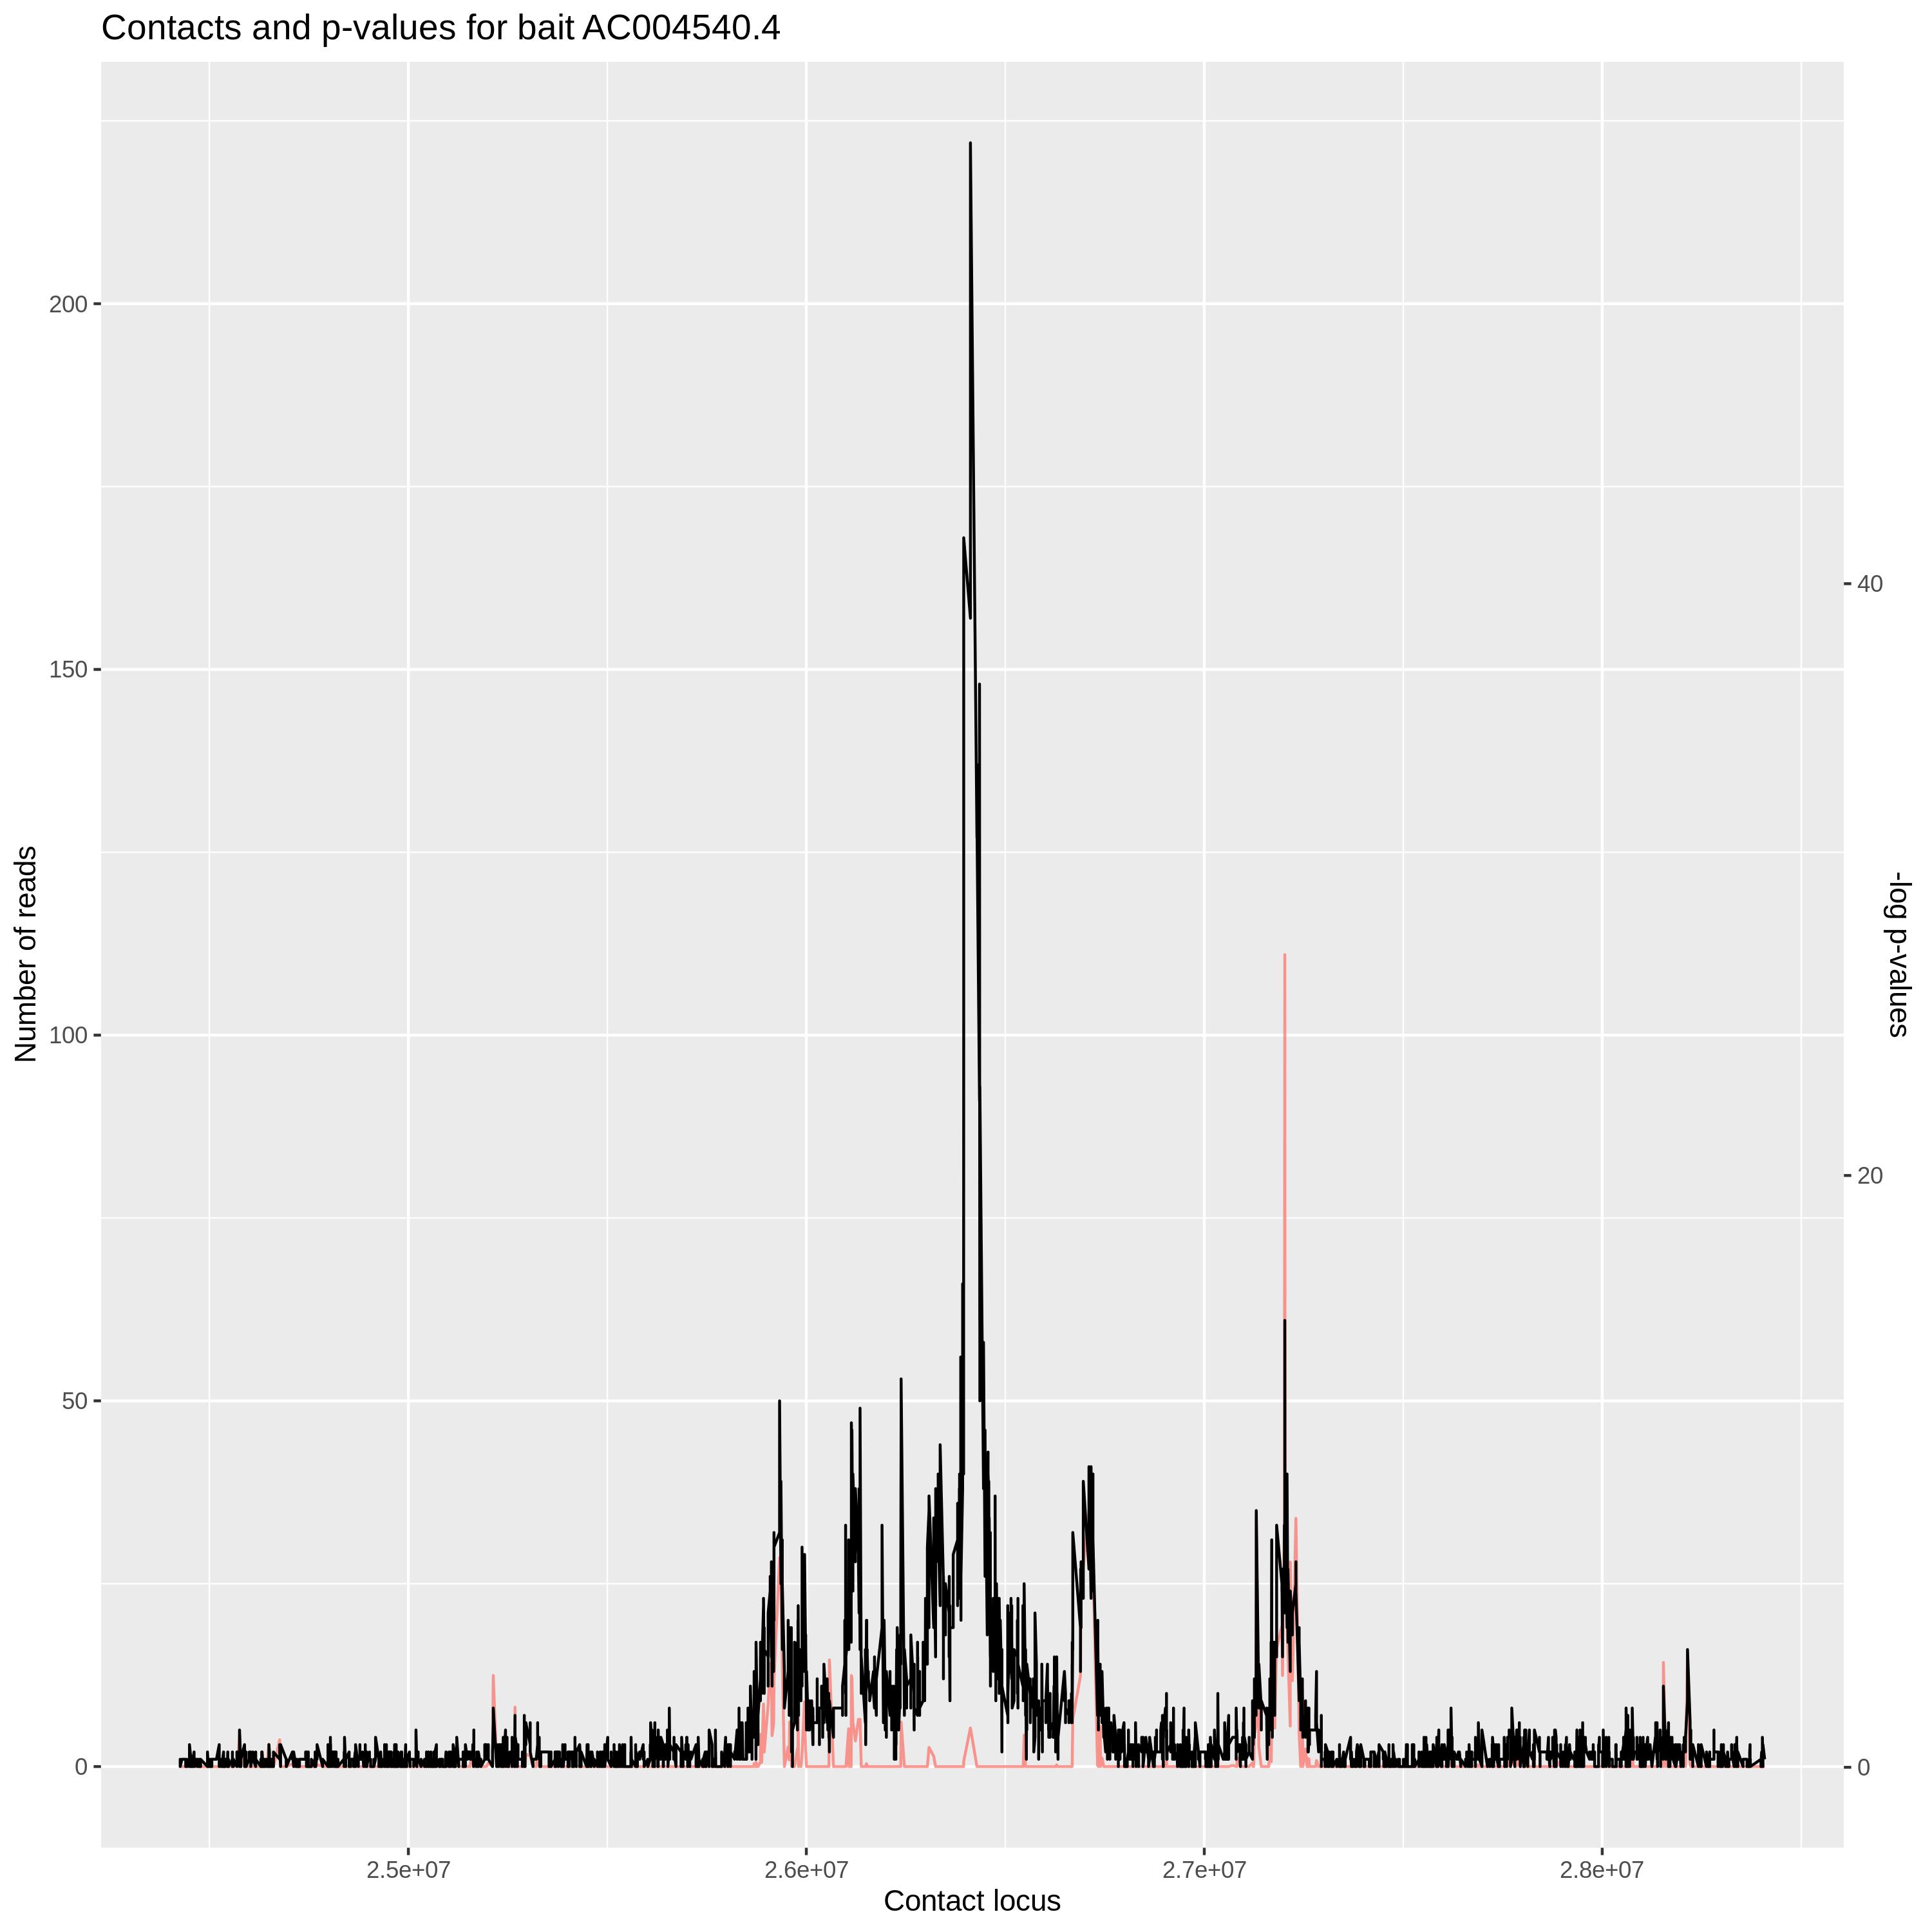 Contacts and p-values for bait AC004540.4
200
150
100
50
0
Number of reads
40
20
0
-log p-values
2.5e+07
2.6e+07
2.7e+07
2.8e+07
Contact locus